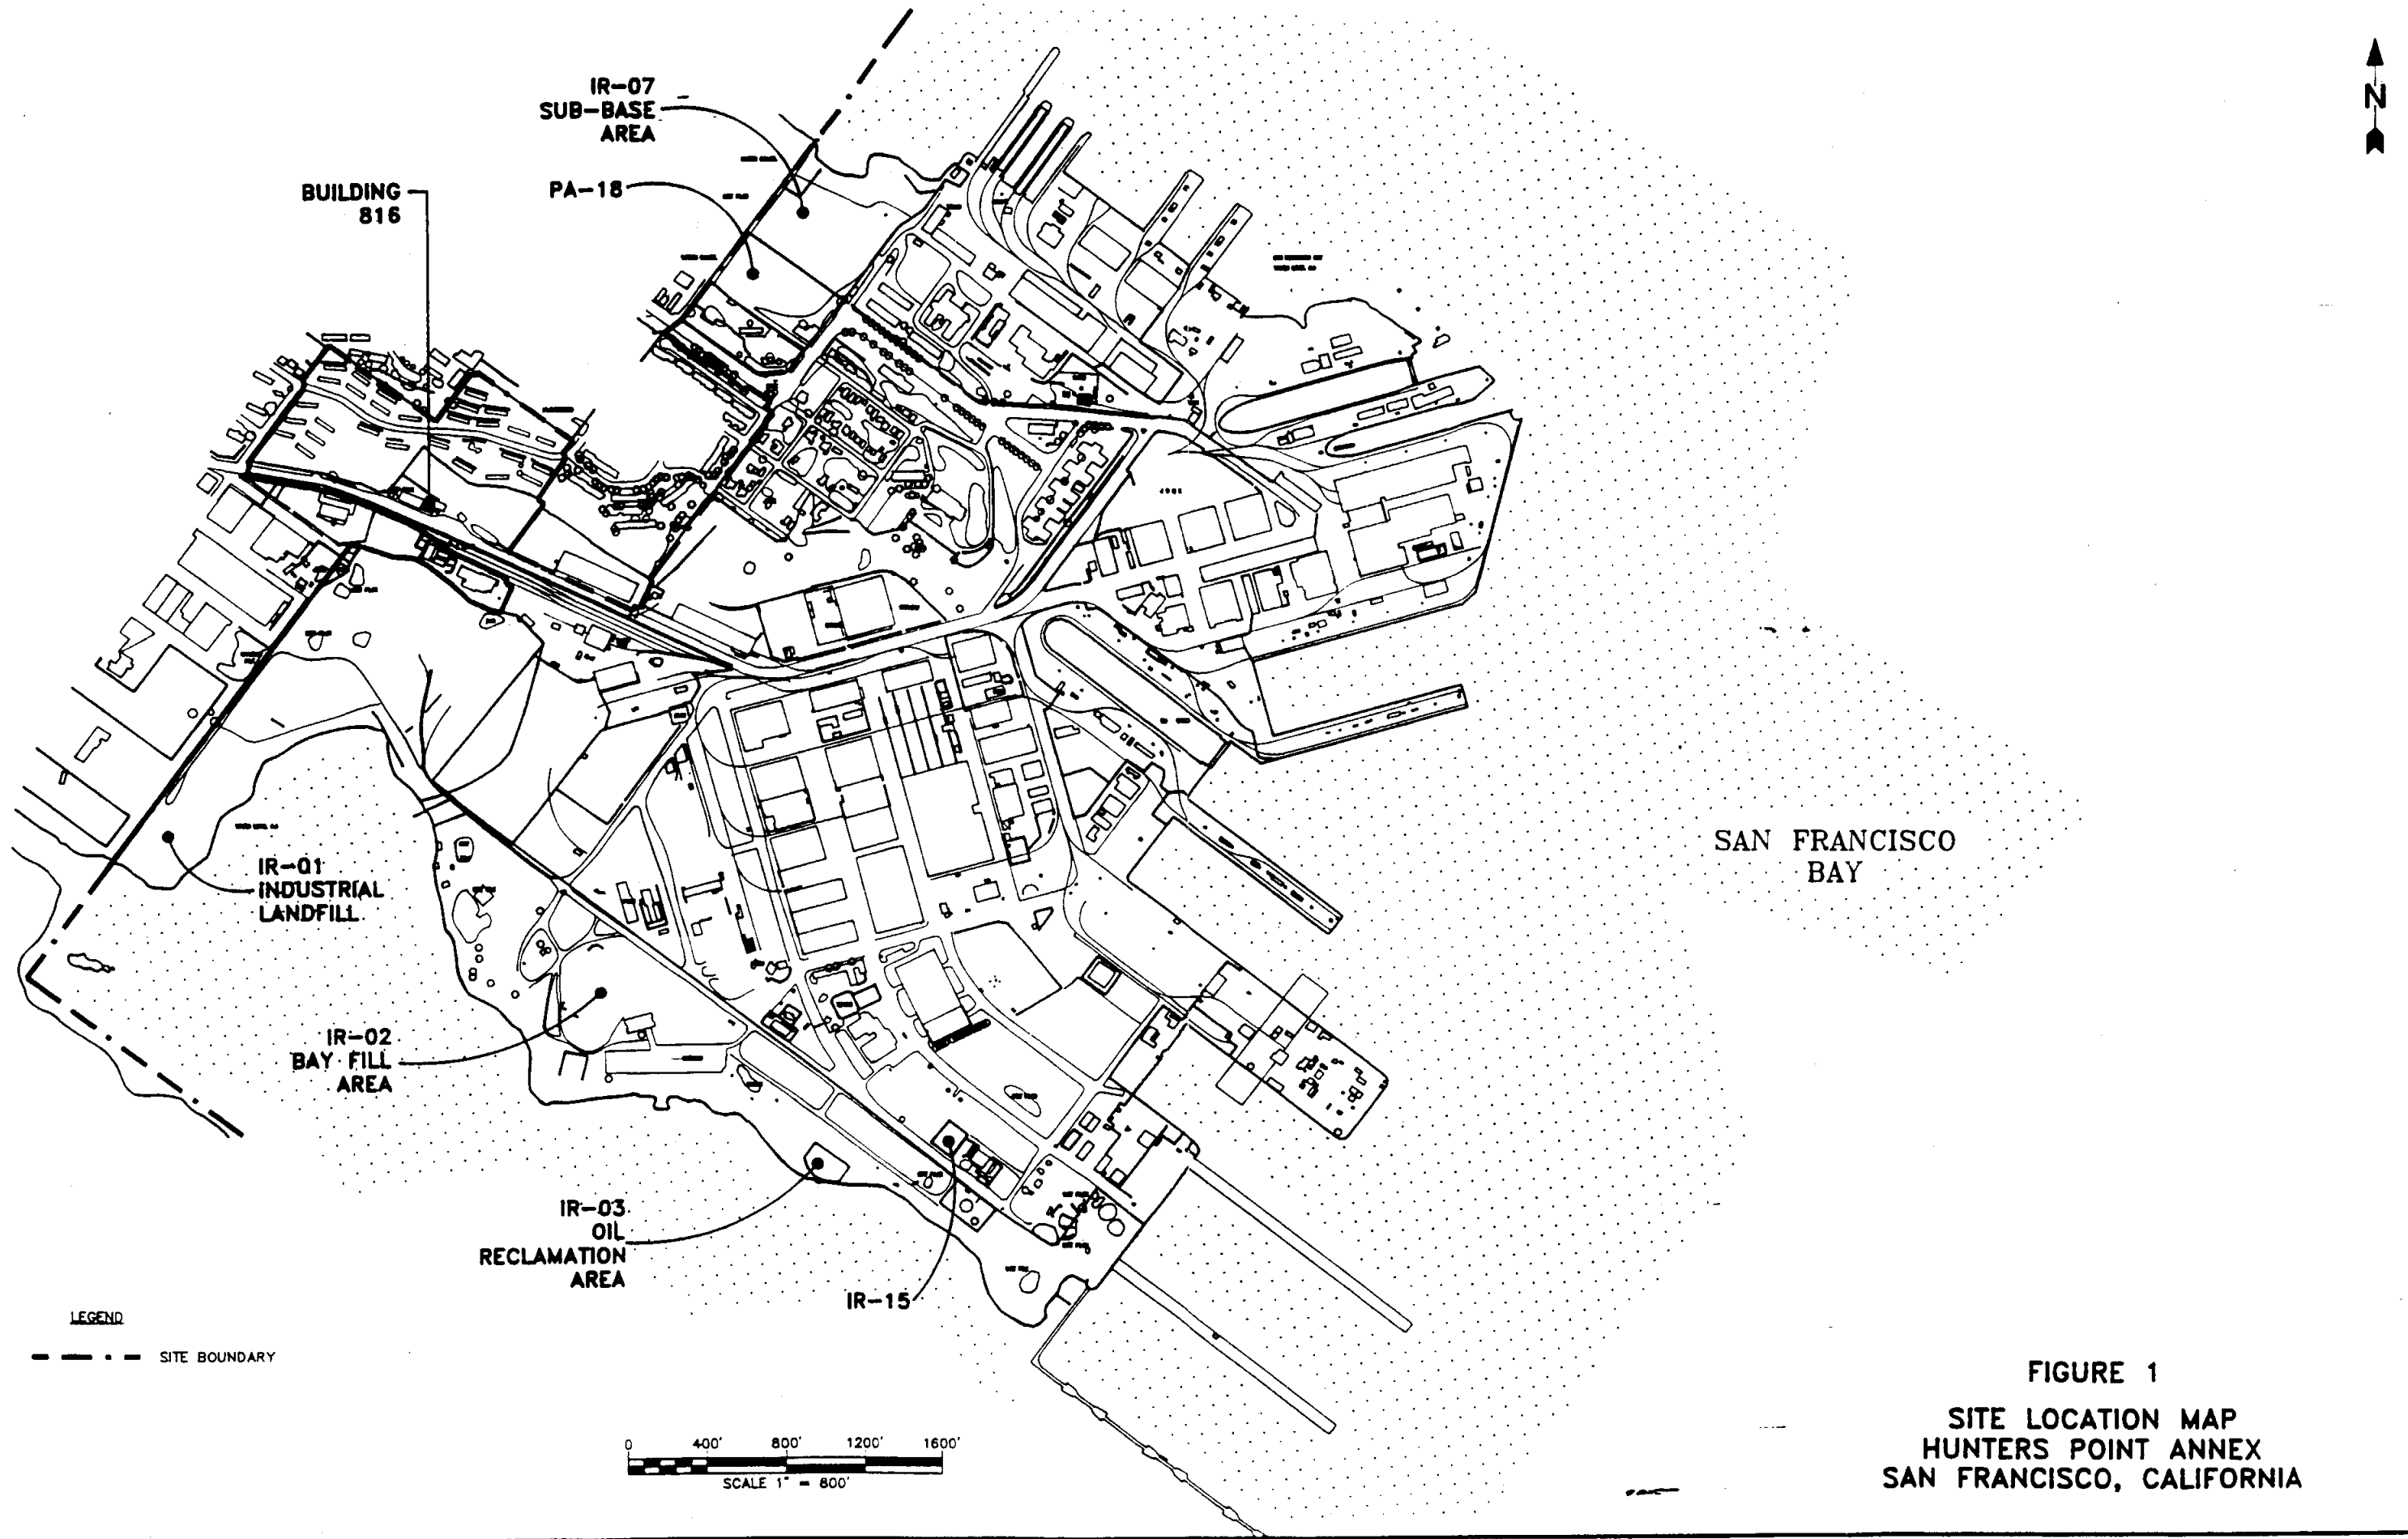 N
IR-07
SUB-BASE
AREA
PA-18
BUILDING
816
SAN FRANCISCO
BAY
IR-01
INDUSTRIAL
LANDFILL
IR-02
BAY FILL
AREA
IR-03
OIL
RECLAMATION
AREA
IR-15
LEGEND
SITE BOUNDARY
0 400' 800' 1200' 1600'
SCALE 1" = 800'
FIGURE 1
SITE LOCATION MAP
HUNTERS POINT ANNEX
SAN FRANCISCO, CALIFORNIA